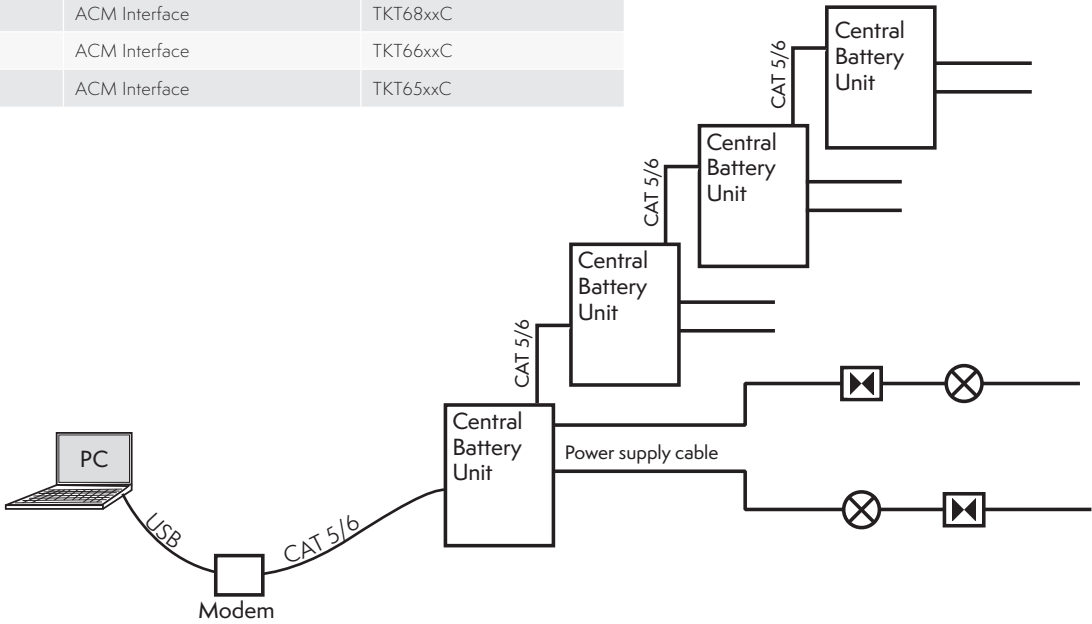 ACM Interface TKT68xxC
ACM Interface TKT66xxC
ACM Interface TKT65xxC
Central
Battery
Unit
CAT 5/6
Central
Battery
Unit
CAT 5/6
Central
Battery
Unit
CAT 5/6
Central
Battery
Unit
Power supply cable
PC
USB
CAT 5/6
Modem